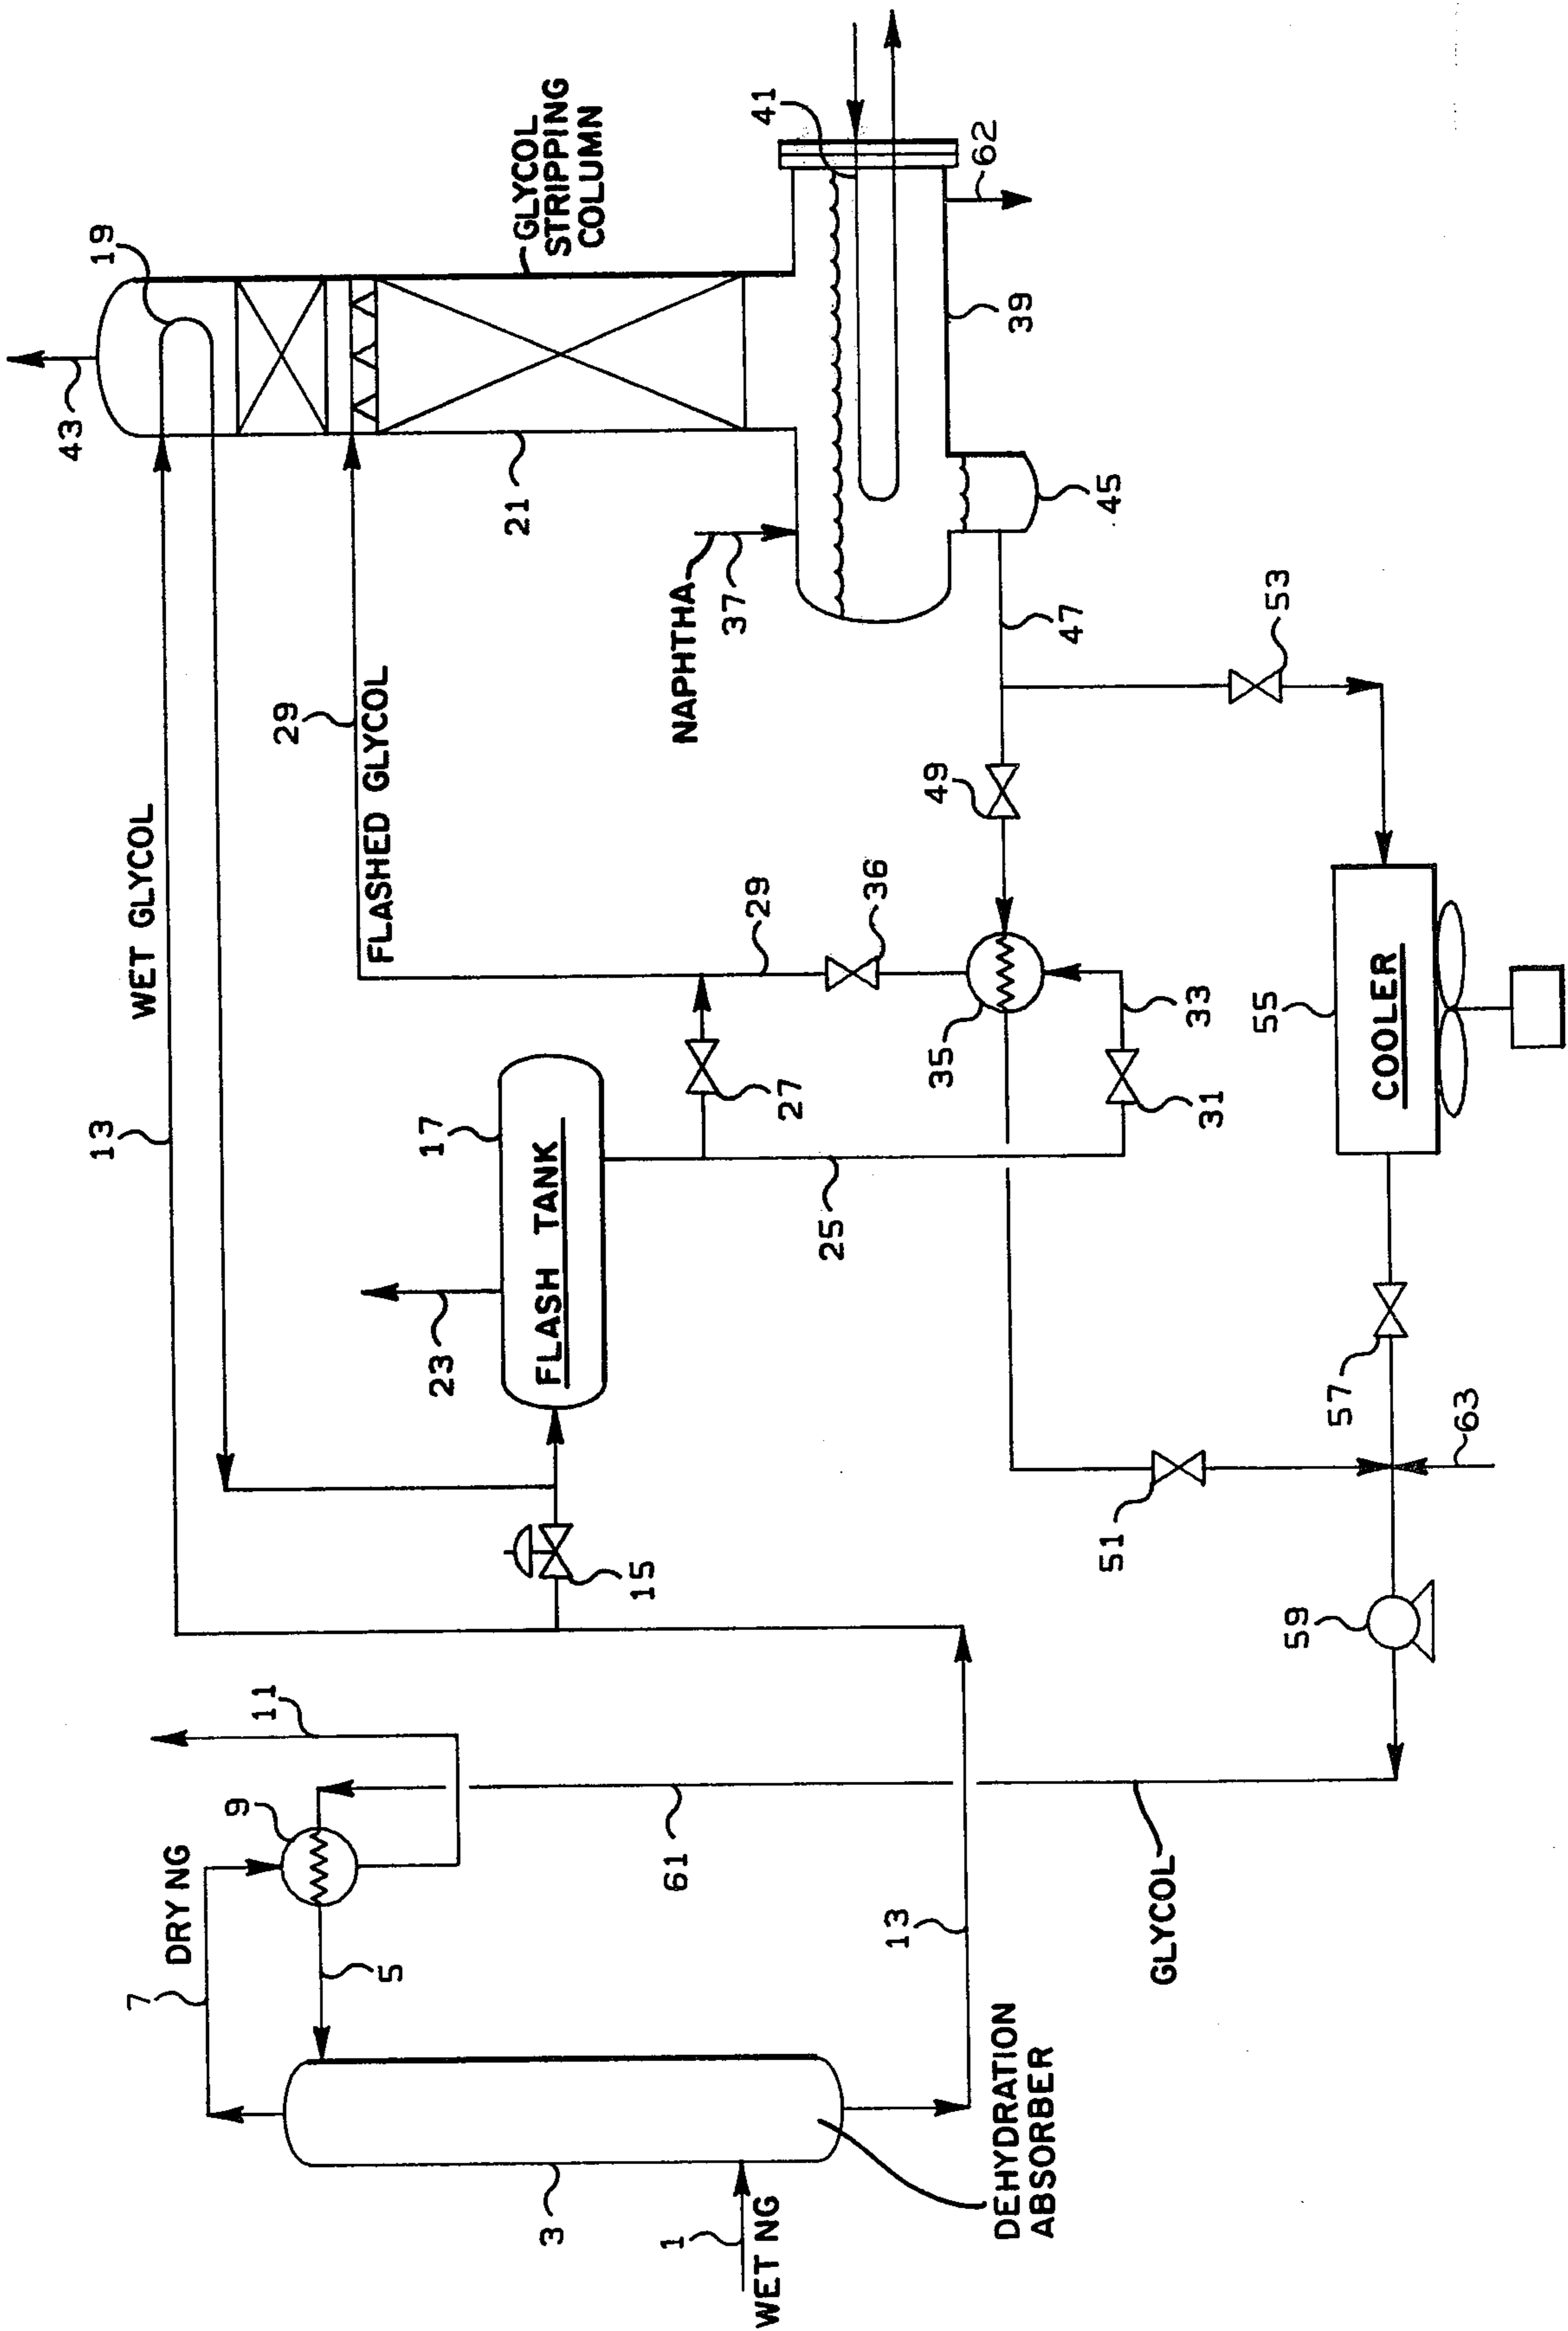 43
13
19
7
WET GLYCOL
DRY NG
9
11
29
FLASHED GLYCOL
5
23
17
21
GLYCOL
STRIPPING
COLUMN
FLASH TANK
3
15
1
61
NAPHTHA
37
WET NG
29
41
27
25
36
13
35
49
62
DEHYDRATION
ABSORBER
39
47
45
51
GLYCOL
33
31
55
53
59
57
COOLER
63